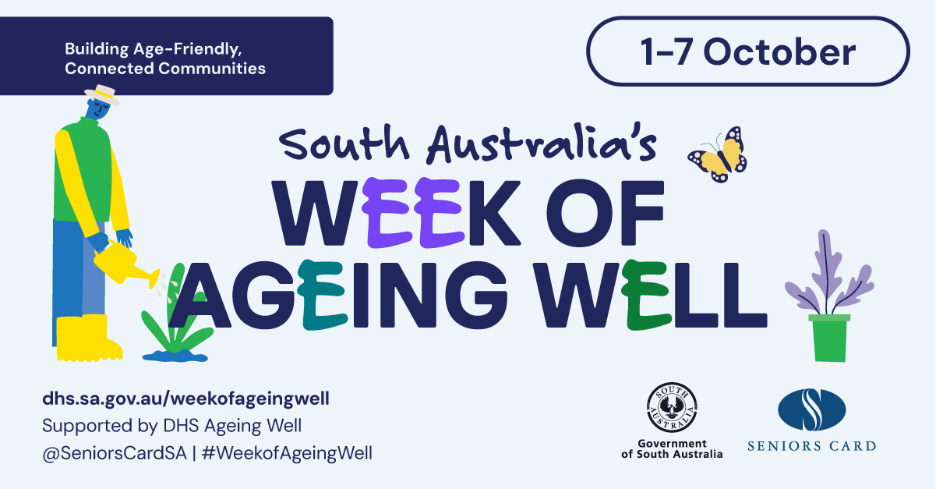 Building Age-Friendly,
Connected Communities
1–7 October
South Australia's
WEEK OF
AGEING WELL
dhs.sa.gov.au/weekofageingwell
Supported by DHS Ageing Well
@SeniorsCardSA | #WeekofAgeingWell
SOUTH AUSTRALIA
Government
of South Australia
SENIORS CARD